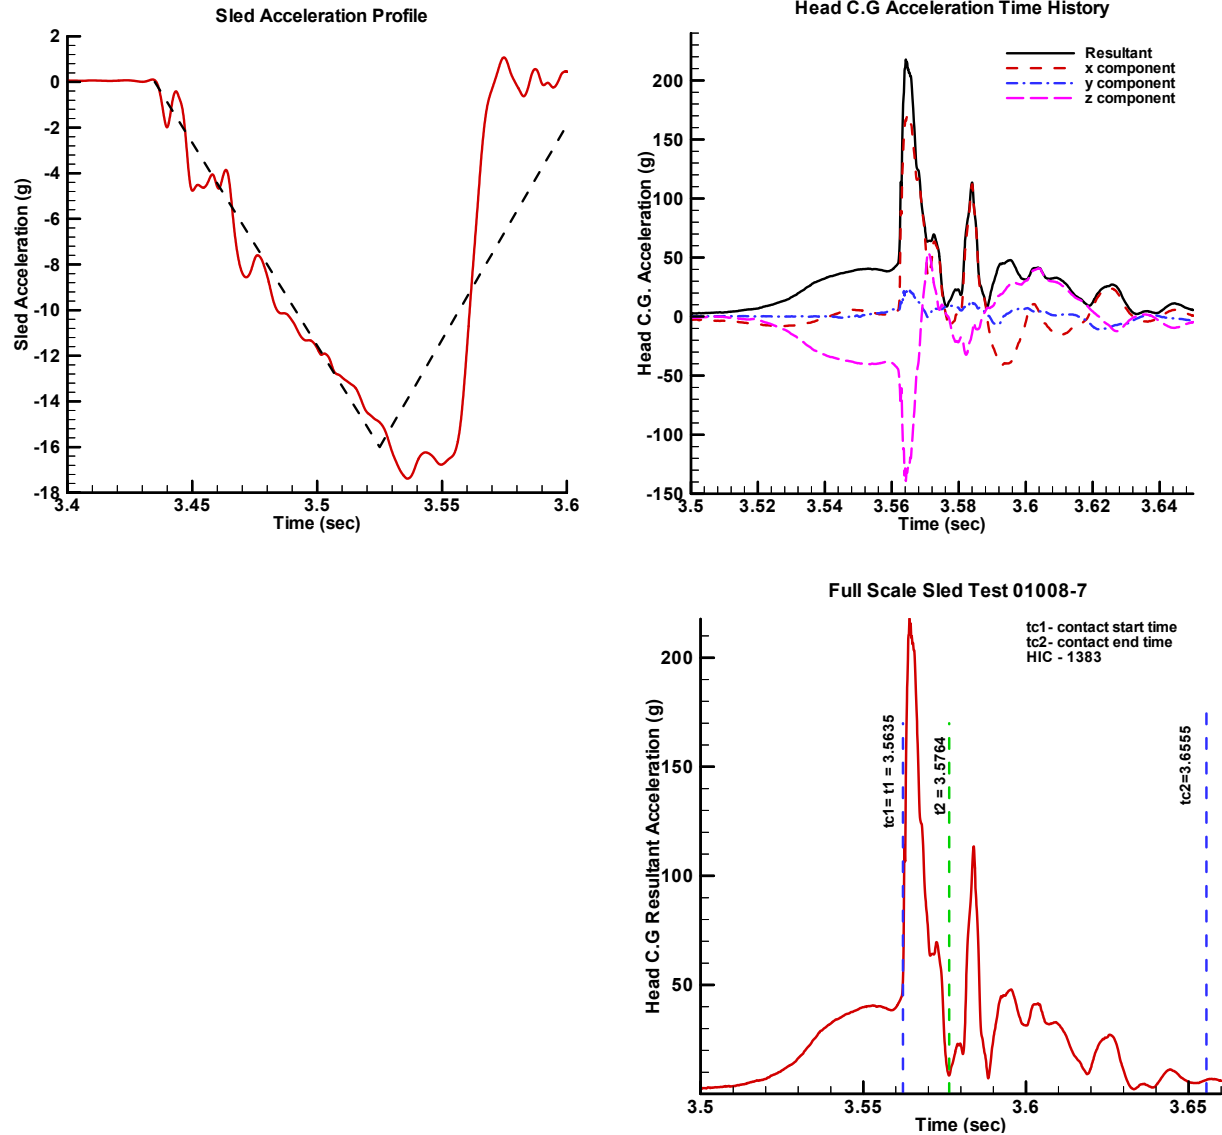 Sled Acceleration Profile
2
0
-2
-4
-6
-8
-10
-12
-14
-16
-18
Sled Acceleration (g)
3.4
3.45
3.5
3.55
3.6
Time (sec)
Head C.G Acceleration Time History
Resultant
x component
y component
z component
200
150
100
50
0
-50
-100
-150
Head C.G. Acceleration (g)
3.5
3.52
3.54
3.56
3.58
3.6
3.62
3.64
Time (sec)
Full Scale Sled Test 01008-7
tc1- contact start time
tc2- contact end time
HIC - 1383
200
150
100
50
Head C.G Resultant Acceleration (g)
tc1= t1 = 3.5635
t2 = 3.5764
tc2=3.6555
3.5
3.55
3.6
3.65
Time (sec)